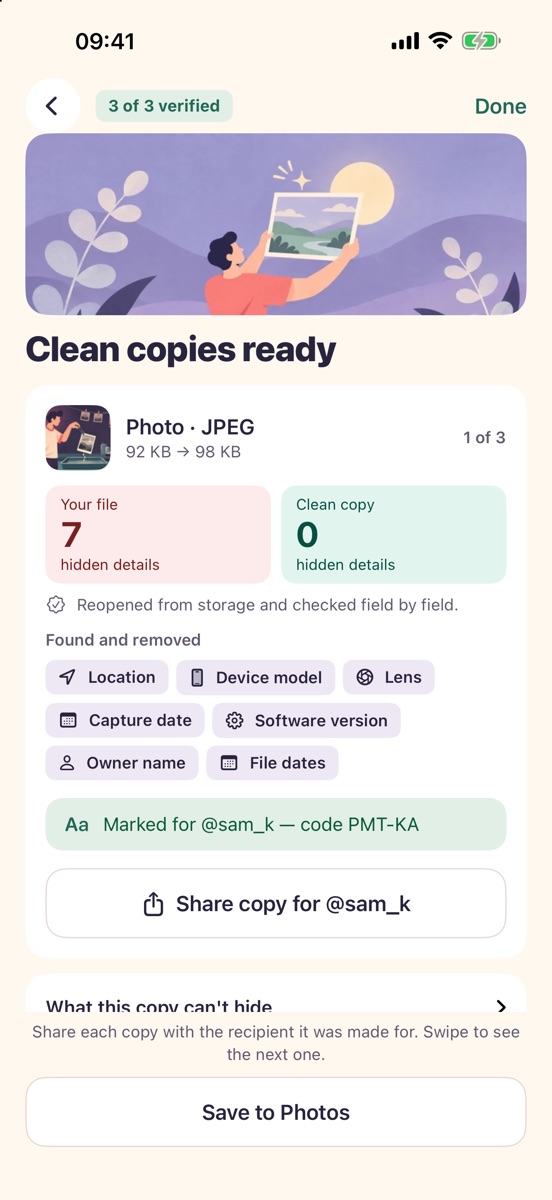 09:41
3 of 3 verified
Done
Clean copies ready
Photo · JPEG
92 KB → 98 KB
1 of 3
Your file
7
hidden details
Clean copy
0
hidden details
Reopened from storage and checked field by field.
Found and removed
Location
Device model
Lens
Capture date
Software version
Owner name
File dates
Aa Marked for @sam_k — code PMT-KA
Share copy for @sam_k
What this copy can't hide
Share each copy with the recipient it was made for. Swipe to see
the next one.
Save to Photos